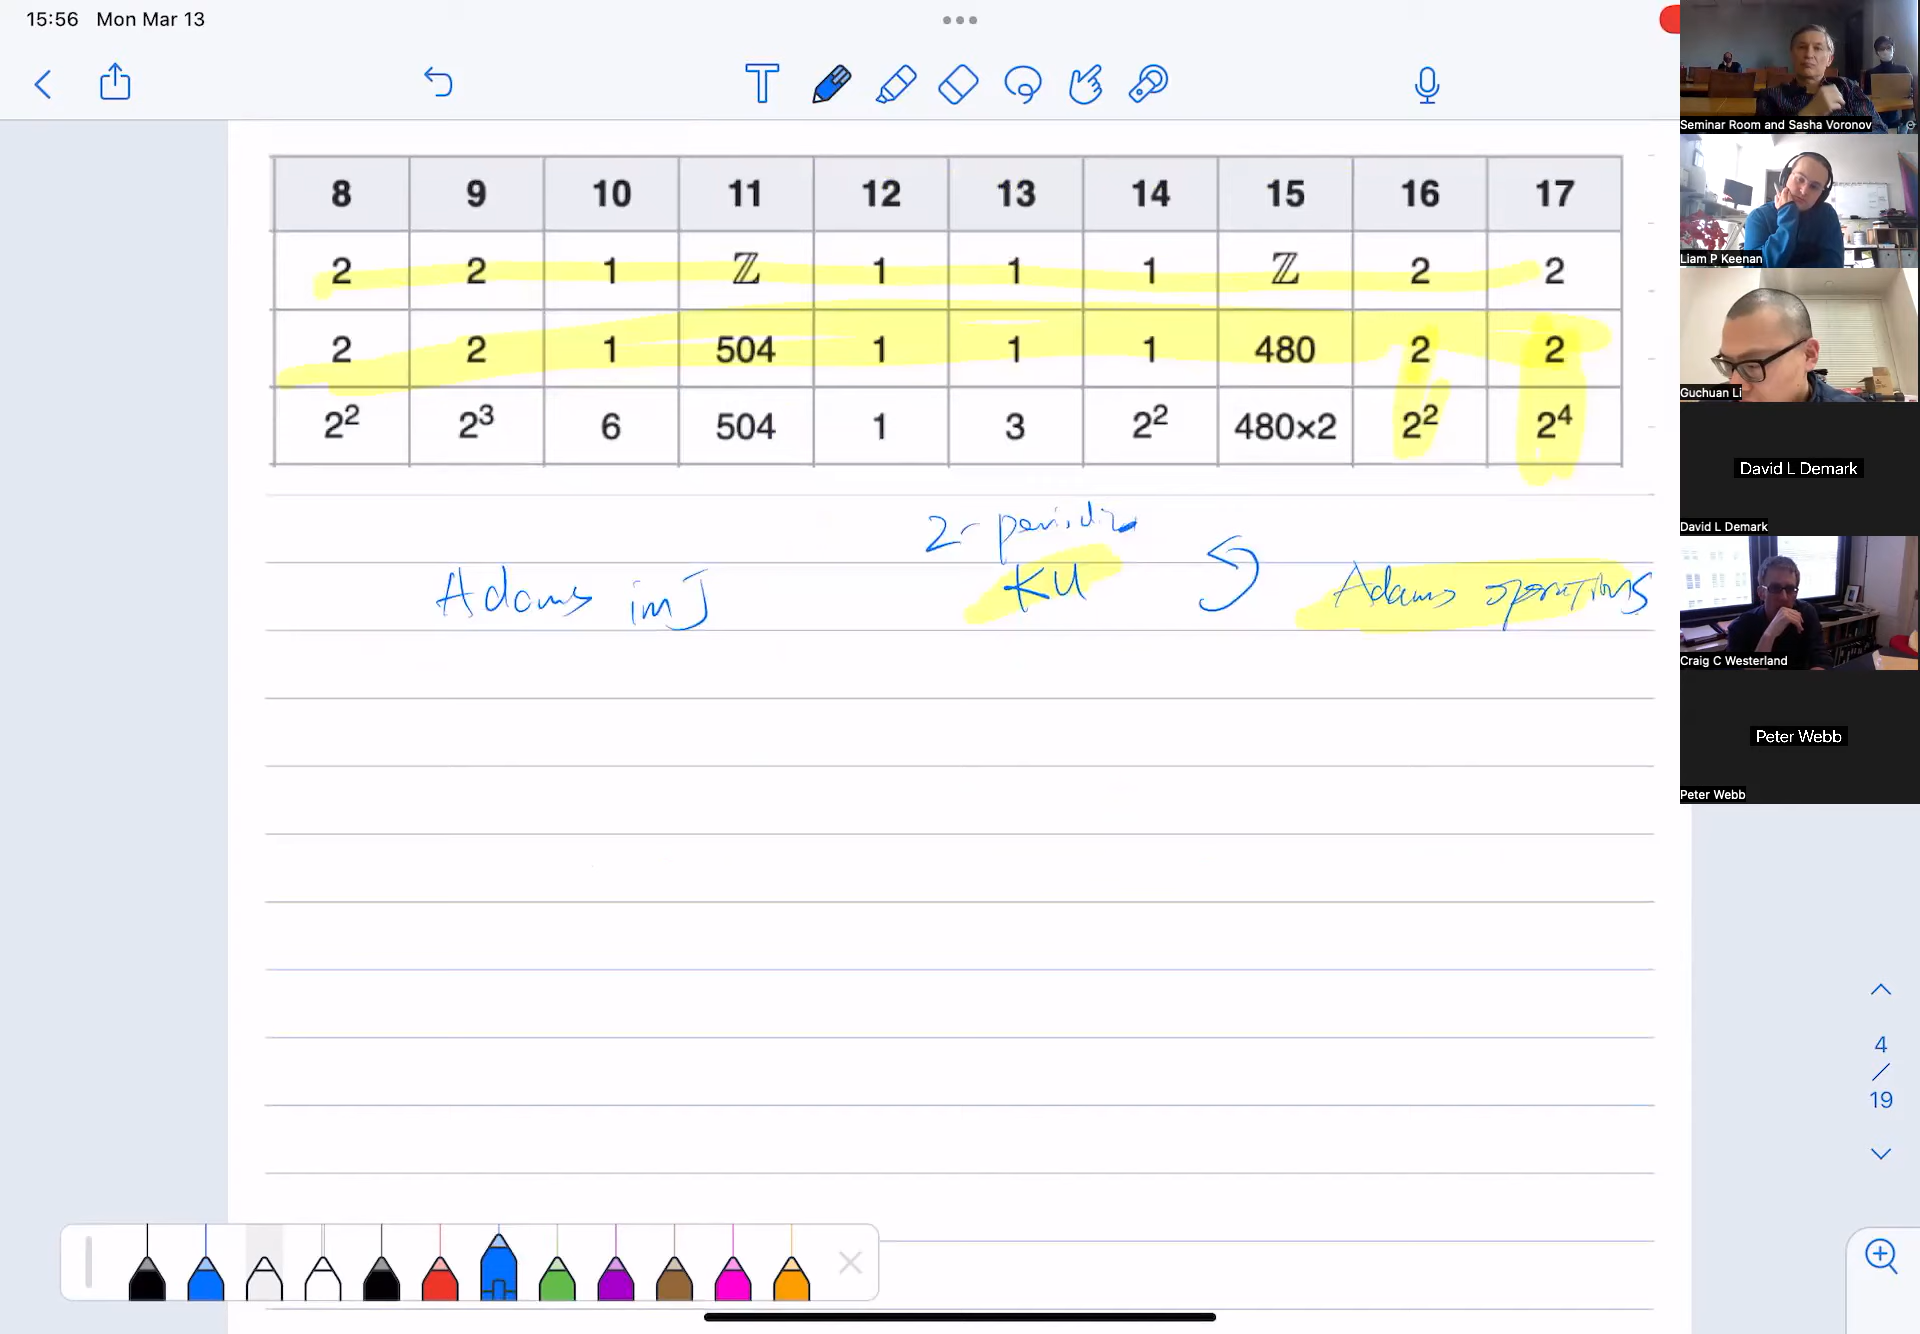 15:56 Mon Mar 13
8 9 10 11 12 13 14 15 16 17
2 2 1 ℤ 1 1 1 ℤ 2 2
2 2 1 504 1 1 1 480 2 2
2² 2³ 6 504 1 3 2² 480×2 2² 2⁴
2-periodic
Adams im J KU Adams operations
4
/
19
Seminar Room and Sasha Voronov
Liam P Keenan
Guchuan Li
David L Demark
David L Demark
Craig C Westerland
Peter Webb
Peter Webb